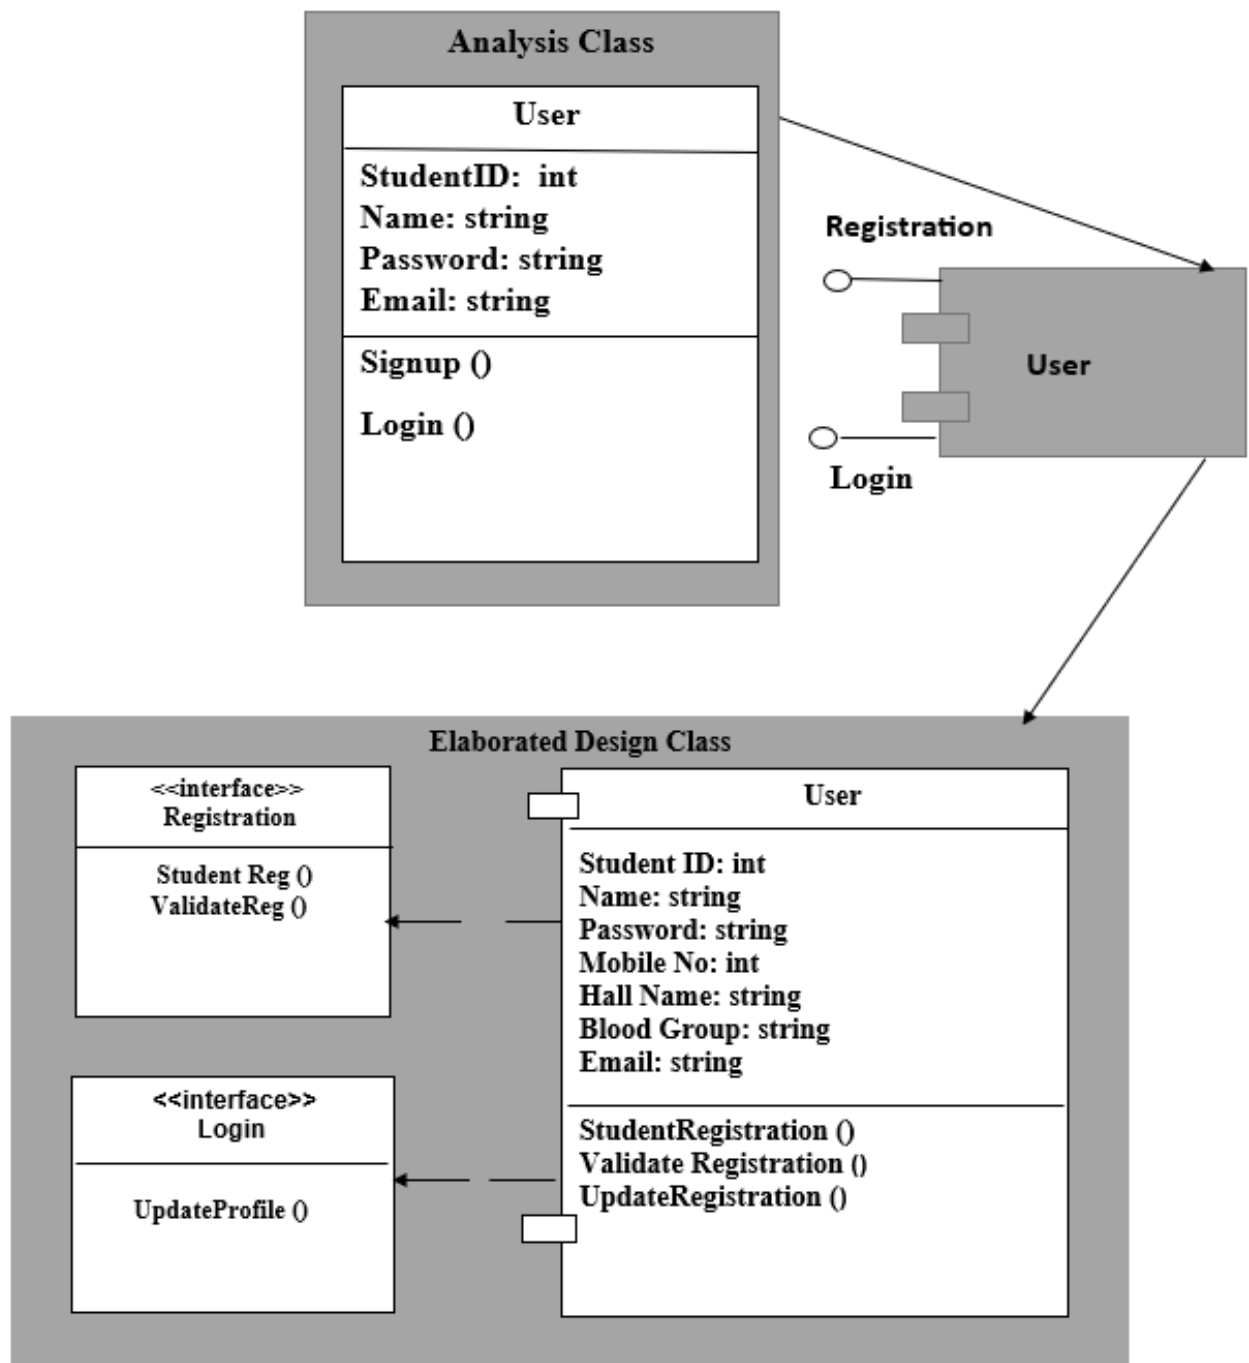 Analysis Class
User
StudentID:  int
Name: string
Password: string
Email: string
Signup ()
Login ()
Registration
User
Login
Elaborated Design Class
<<interface>>
Registration
Student Reg ()
ValidateReg ()
<<interface>>
Login
UpdateProfile ()
User
Student ID: int
Name: string
Password: string
Mobile No: int
Hall Name: string
Blood Group: string
Email: string
StudentRegistration ()
Validate Registration ()
UpdateRegistration ()